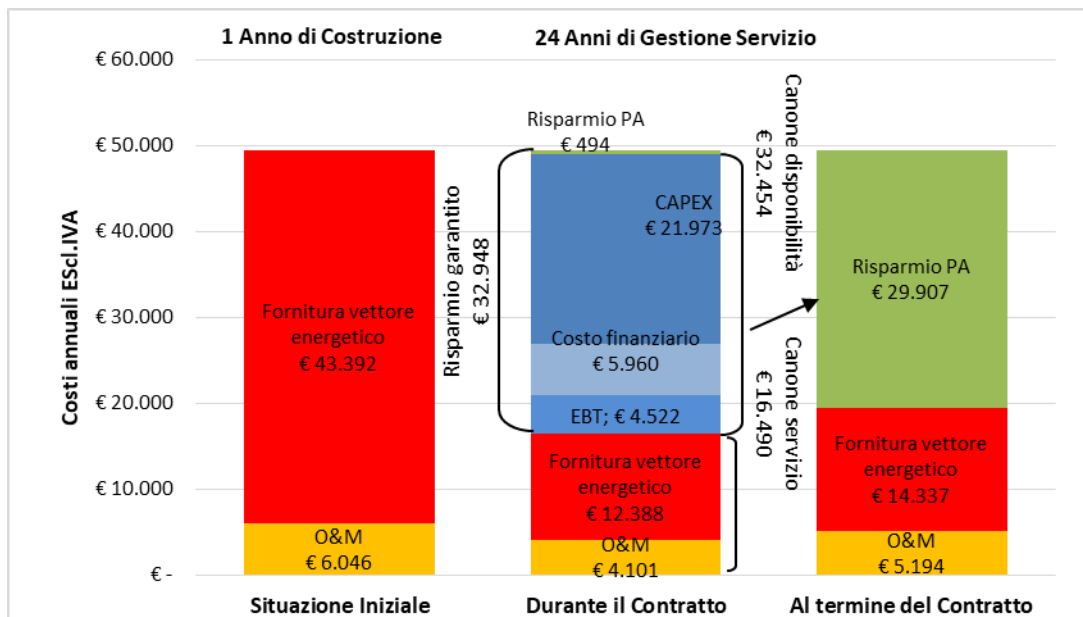 1 Anno di Costruzione
24 Anni di Gestione Servizio
Costi annuali EScl.IVA
€ 60.000
€ 50.000
€ 40.000
€ 30.000
€ 20.000
€ 10.000
€ -
Fornitura vettore
energetico
€ 43.392
O&M
€ 6.046
Risparmio garantito
€ 32.948
Risparmio PA
€ 494
CAPEX
€ 21.973
Costo finanziario
€ 5.960
EBT; € 4.522
Fornitura vettore
energetico
€ 12.388
O&M
€ 4.101
Canone disponibilità
€ 32.454
Canone servizio
€ 16.490
Risparmio PA
€ 29.907
Fornitura vettore
energetico
€ 14.337
O&M
€ 5.194
Situazione Iniziale
Durante il Contratto
Al termine del Contratto